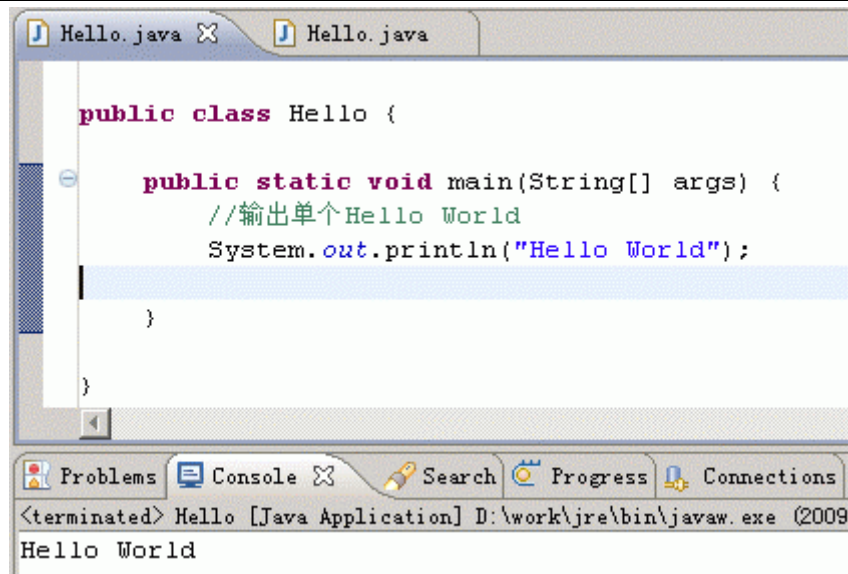 Hello.java Hello.java
public class Hello {
public static void main(String[] args) {
//输出单个Hello World
System.out.println("Hello World");
}
}
Problems Console Search Progress Connections
<terminated> Hello [Java Application] D:\work\jre\bin\javaw.exe (2009
Hello World